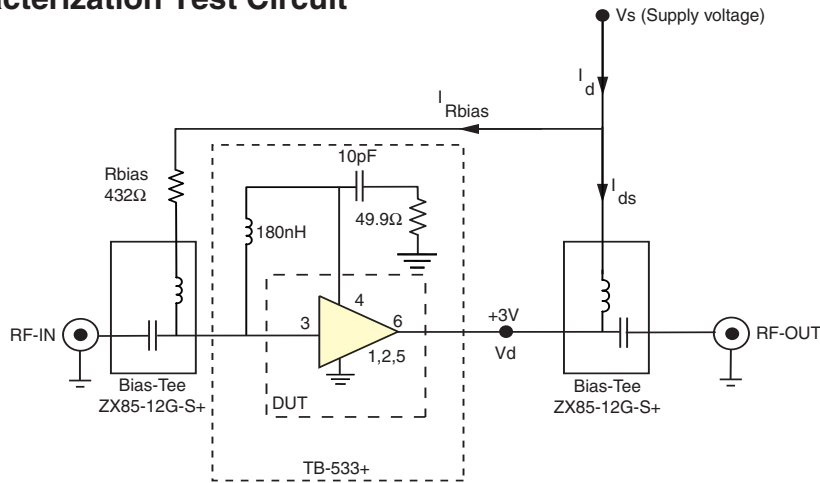 Characterization Test Circuit
Vs (Supply voltage)
I d
I Rbias
10pF
Rbias
432Ω
I ds
49.9Ω
180nH
4
3
6
+3V
RF-IN
RF-OUT
1,2,5
Vd
Bias-Tee
ZX85-12G-S+
DUT
Bias-Tee
ZX85-12G-S+
TB-533+